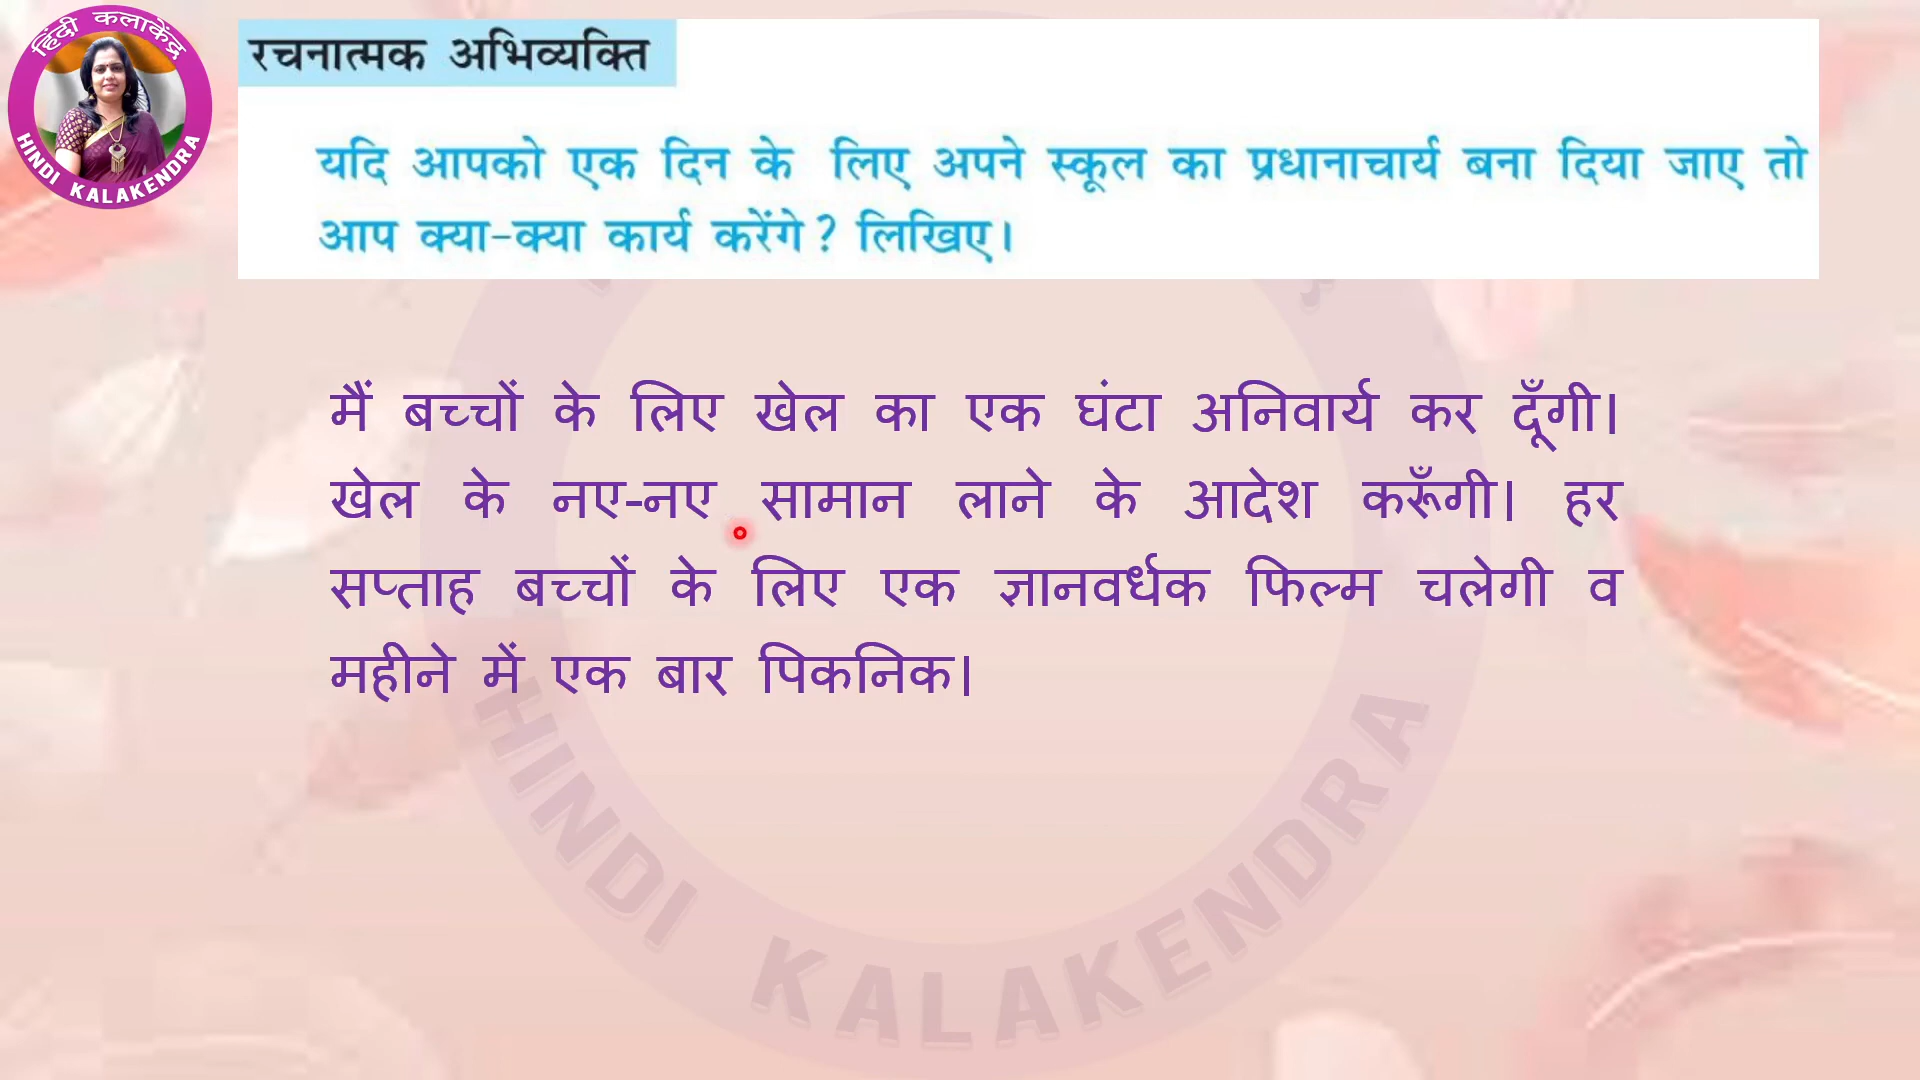 हिंदी कलाकेंद्र
HINDI KALAKENDRA
रचनात्मक अभिव्यक्ति
यदि आपको एक दिन के लिए अपने स्कूल का प्रधानाचार्य बना दिया जाए तो
आप क्या-क्या कार्य करेंगे? लिखिए।
मैं बच्चों के लिए खेल का एक घंटा अनिवार्य कर दूँगी।
खेल के नए-नए सामान लाने के आदेश करूँगी। हर
सप्ताह बच्चों के लिए एक ज्ञानवर्धक फिल्म चलेगी व
महीने में एक बार पिकनिक।
HINDI KALAKENDRA